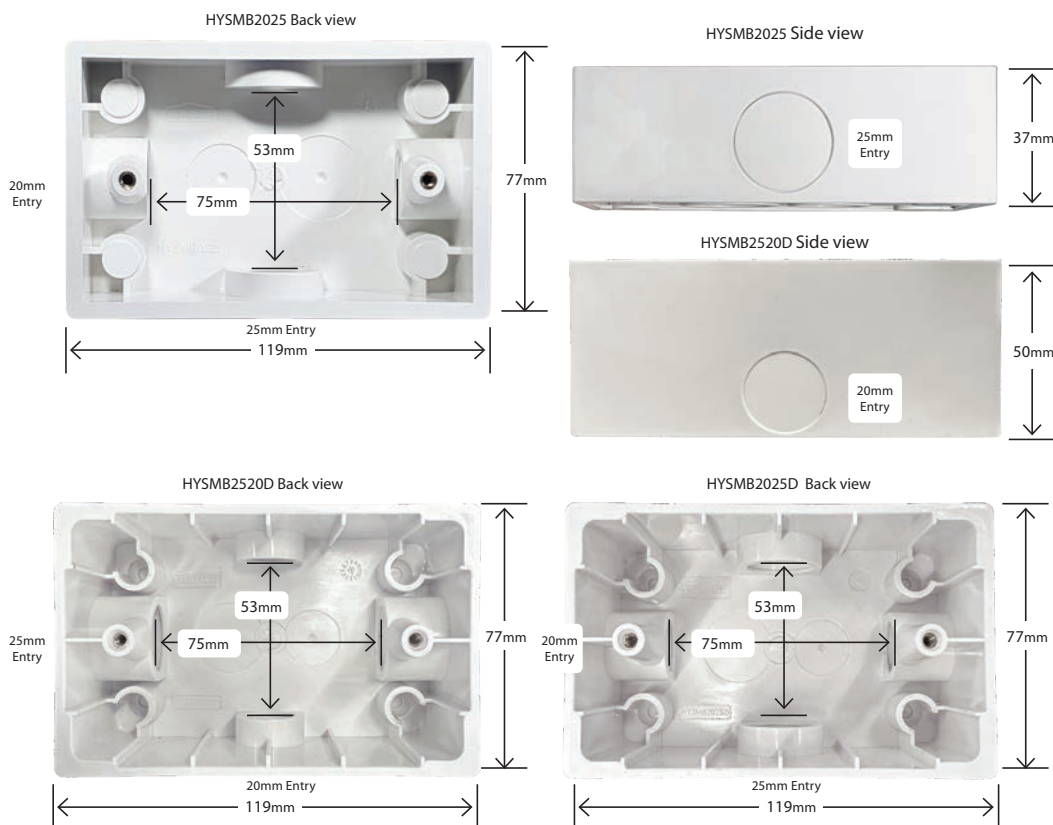 HYSMB2025 Back view
53mm
75mm
77mm
20mm
Entry
25mm Entry
119mm
HYSMB2025 Side view
25mm
Entry
37mm
HYSMB2520D Side view
20mm
Entry
50mm
HYSMB2520D Back view
53mm
75mm
77mm
25mm
Entry
20mm Entry
119mm
HYSMB2025D Back view
53mm
75mm
77mm
20mm
Entry
HYSMB2025D
25mm Entry
119mm